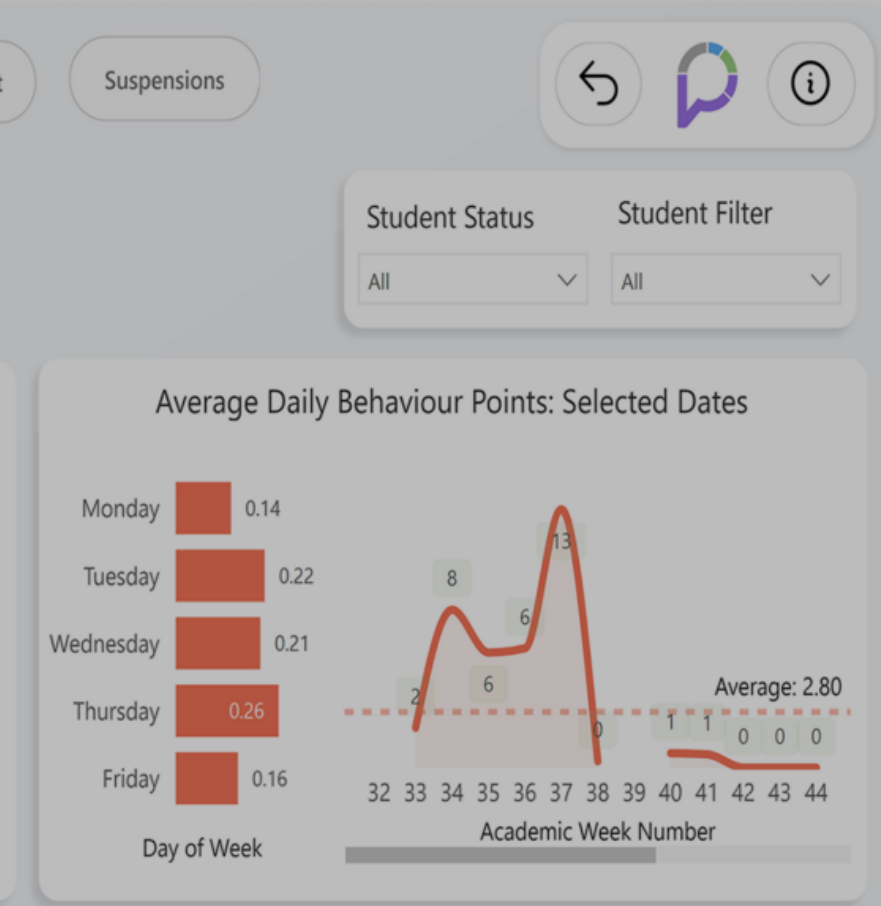 Suspensions
Student Status
Student Filter
All
All
Average Daily Behaviour Points: Selected Dates
Monday 0.14
Tuesday 0.22
Wednesday 0.21
Thursday 0.26
Friday 0.16
Day of Week
13
8
6
2
6
Average: 2.80
0
1
1
0
0
0
32 33 34 35 36 37 38 39 40 41 42 43 44
Academic Week Number